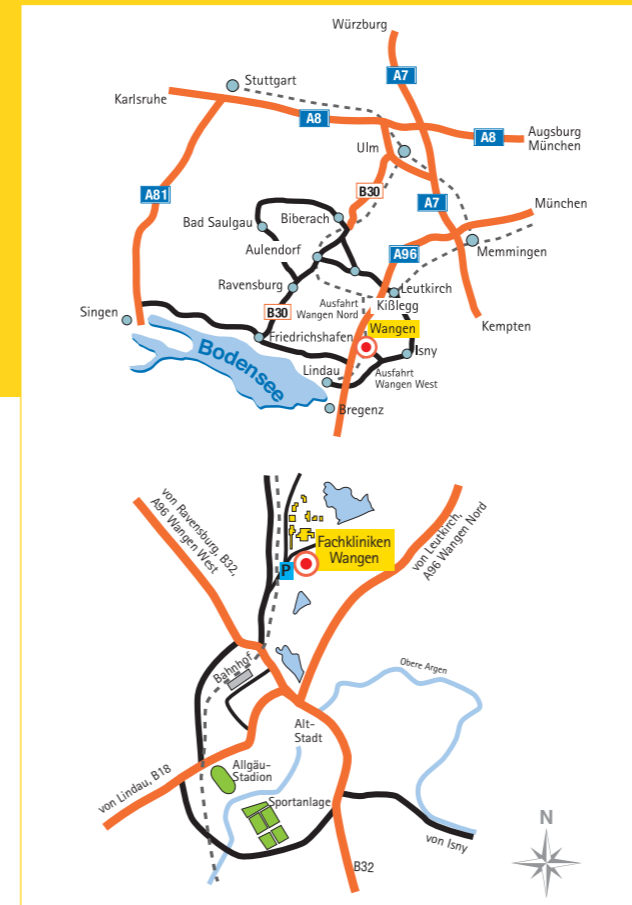 Würzburg
A7
Stuttgart
Karlsruhe
A8
A8
Augsburg
München
Ulm
A81
B30
A7
München
Bad Saulgau
Biberach
Aulendorf
A96
Memmingen
Ravensburg
Leutkirch
Ausfahrt
Wangen Nord
Kißlegg
Singen
B30
Wangen
Kempten
Friedrichshafen
Isny
Bodensee
Lindau
Ausfahrt
Wangen West
Bregenz
von Ravensburg, B32,
A96 Wangen West
von Leutkirch,
A96 Wangen Nord
Fachkliniken
Wangen
P
Bahnhof
Obere Argen
Alt-
Stadt
Allgäu-
Stadion
von Lindau, B18
Sportanlage
von Isny
N
B32